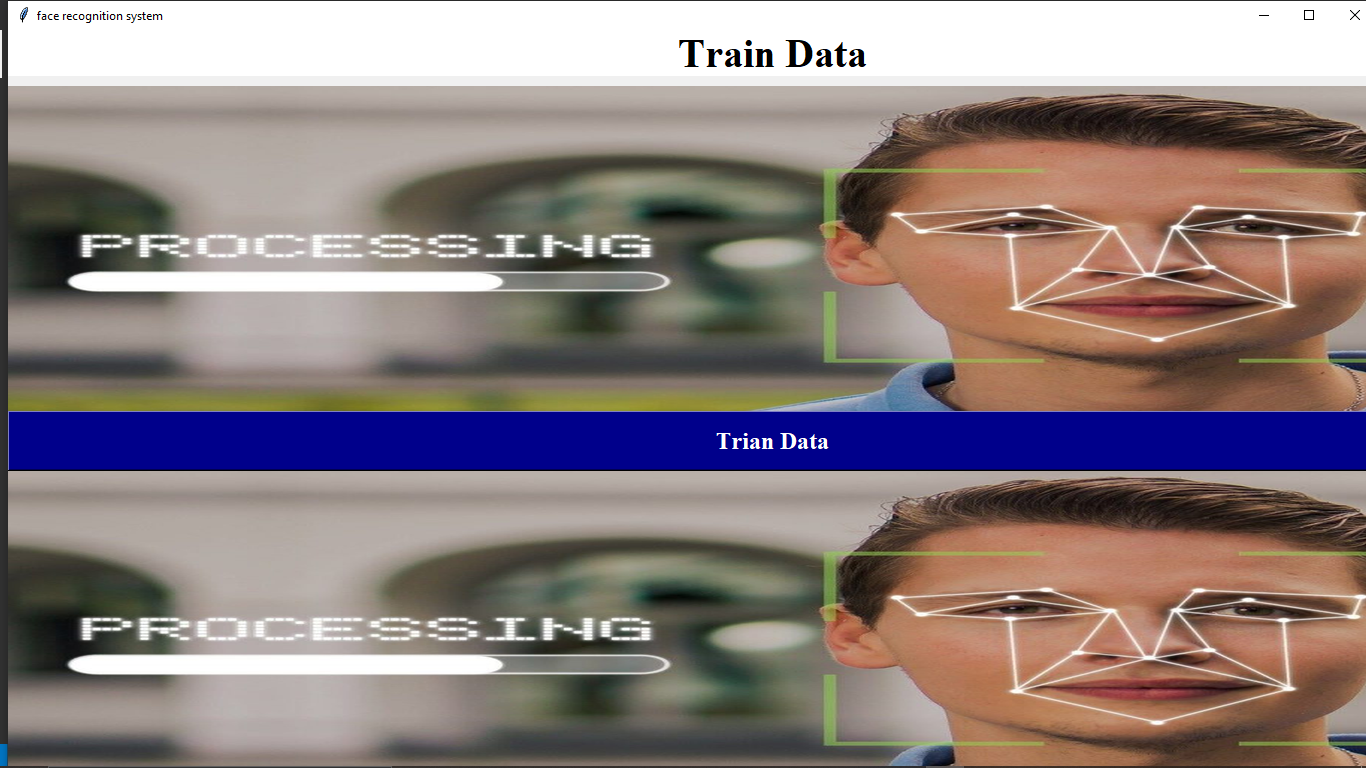 face recognition system
Train Data
PROCESSING
Trian Data
PROCESSING